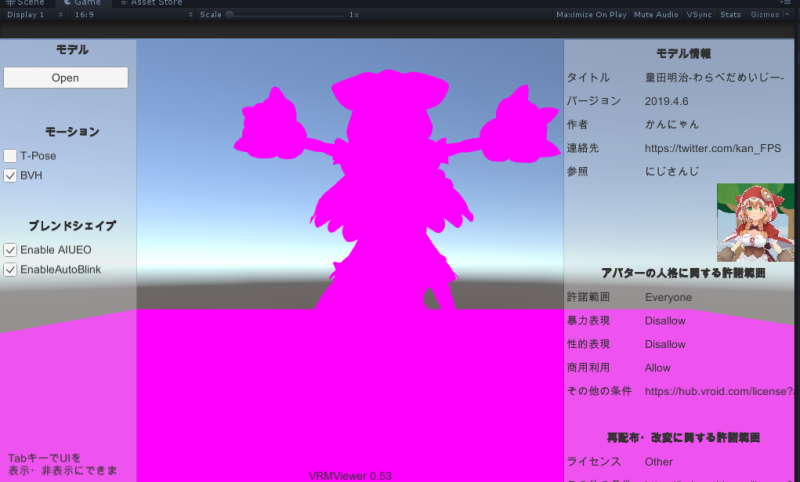 Scene Game Asset Store
Display 1 16:9 Scale 1x Maximize On Play Mute Audio VSync Stats Gizmos
モデル
Open
モーション
T-Pose
BVH
ブレンドシェイプ
Enable AIUEO
EnableAutoBlink
TabキーでUIを
表示・非表示にできま
VRMViewer 0.53
モデル情報
タイトル 童田明治-わらべだめいじー-
バージョン 2019.4.6
作者 かんにゃん
連絡先 https://twitter.com/kan_FPS
参照 にじさんじ
アバターの人格に関する許諾範囲
許諾範囲 Everyone
暴力表現 Disallow
性的表現 Disallow
商用利用 Allow
その他の条件 https://hub.vroid.com/license?
再配布・改変に関する許諾範囲
ライセンス Other